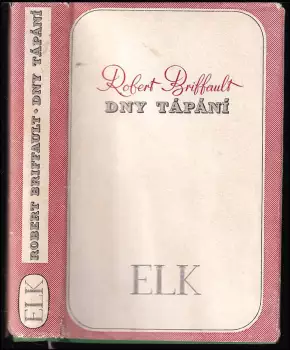 Robert Briffault
DNY TÁPÁNÍ
ELK
ROBERT BRIFFAULT • DNY TÁPÁNÍ
ELK